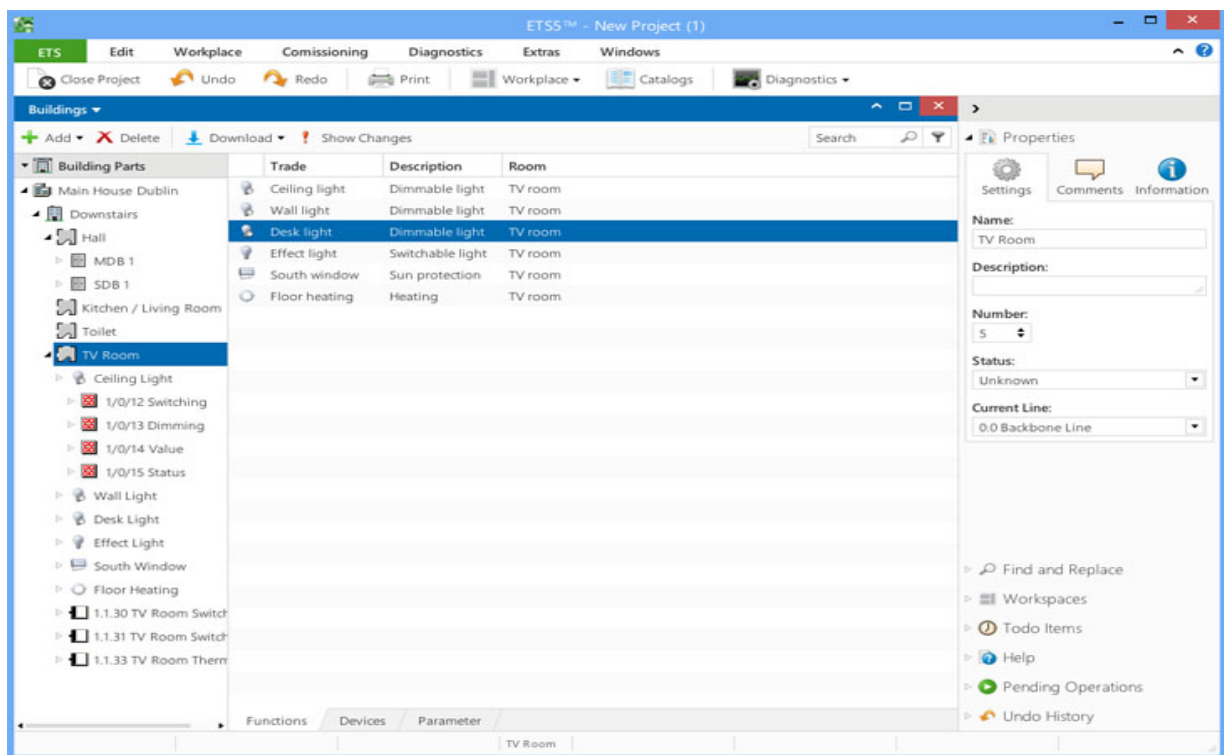 ETS5™ - New Project (1)
ETS Edit Workplace Comissioning Diagnostics Extras Windows
Close Project Undo Redo Print Workplace Catalogs Diagnostics
Buildings
Add Delete Download Show Changes Search
Building Parts
Main House Dublin
Downstairs
Hall
MDB 1
SDB 1
Kitchen / Living Room
Toilet
TV Room
Ceiling Light
1/0/12 Switching
1/0/13 Dimming
1/0/14 Value
1/0/15 Status
Wall Light
Desk Light
Effect Light
South Window
Floor Heating
1.1.30 TV Room Switch
1.1.31 TV Room Switch
1.1.33 TV Room Therm
Trade Description Room
Ceiling light Dimmable light TV room
Wall light Dimmable light TV room
Desk light Dimmable light TV room
Effect light Switchable light TV room
South window Sun protection TV room
Floor heating Heating TV room
Functions Devices Parameter
TV Room
Properties
Settings Comments Information
Name:
TV Room
Description:
Number:
5
Status:
Unknown
Current Line:
0.0 Backbone Line
Find and Replace
Workspaces
Todo Items
Help
Pending Operations
Undo History